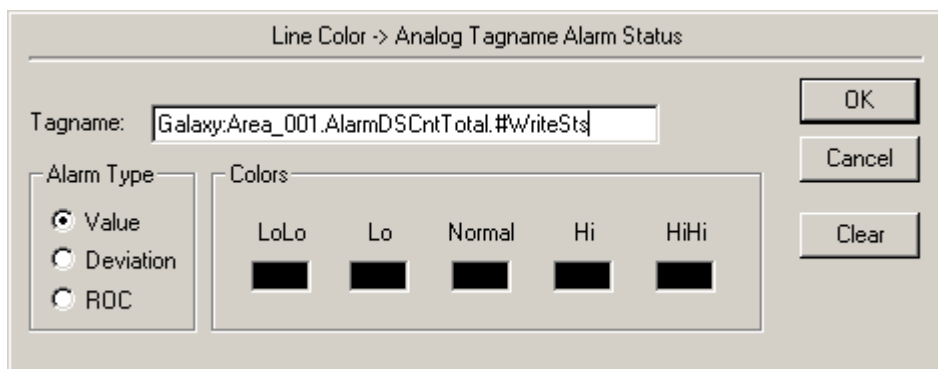 Line Color -> Analog Tagname Alarm Status
Tagname: Galaxy:Area_001.AlarmDSCntTotal.#WriteSts
OK
Cancel
Clear
Alarm Type
Value
Deviation
ROC
Colors
LoLo Lo Normal Hi HiHi